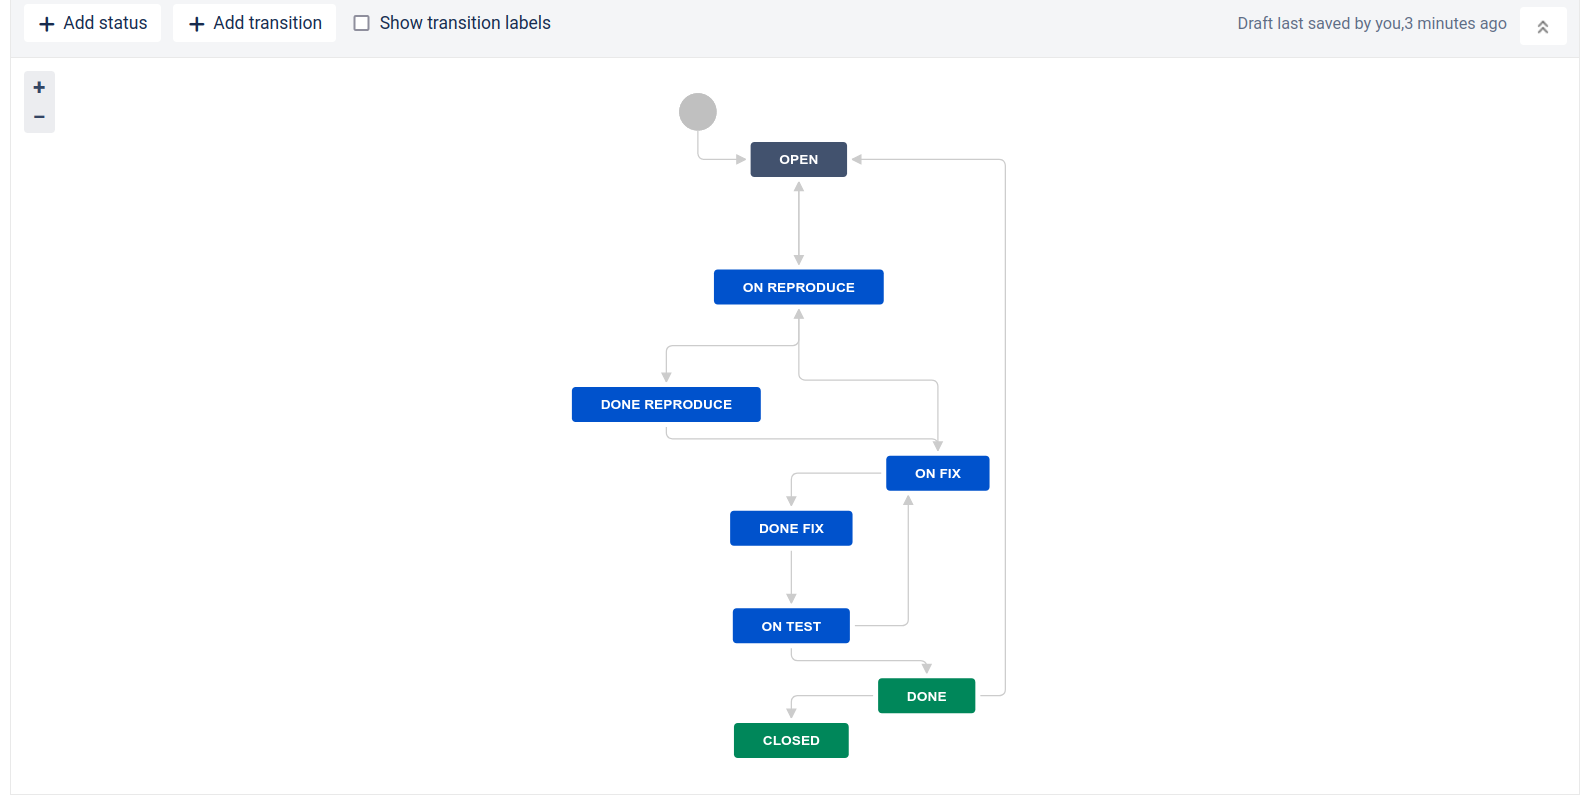 + Add status
+ Add transition
Show transition labels
Draft last saved by you,3 minutes ago
+
−
OPEN
ON REPRODUCE
DONE REPRODUCE
ON FIX
DONE FIX
ON TEST
DONE
CLOSED